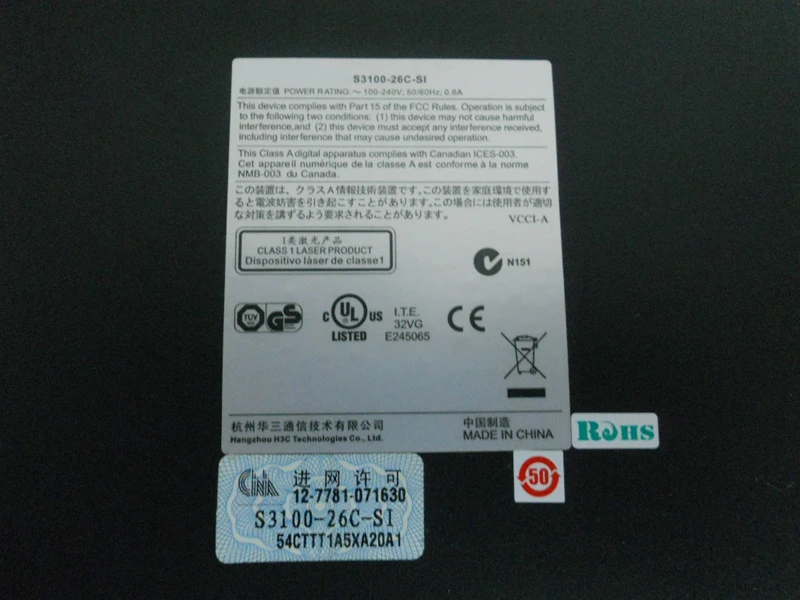 S3100-26C-SI
电源额定值 POWER RATING: ～ 100-240V; 50/60Hz; 0.8A
This device complies with Part 15 of the FCC Rules. Operation is subject
to the following two conditions: (1) this device may not cause harmful
interference,and (2) this device must accept any interference received,
including interference that may cause undesired operation.
This Class A digital apparatus complies with Canadian ICES-003.
Cet appareil numérique de la classe A est conforme à la norme
NMB-003 du Canada.
この装置は、クラスA情報技術装置です。この装置を家庭環境で使用す
ると電波妨害を引き起こすことがあります。この場合には使用者が適切
な対策を講ずるよう要求されることがあります。
VCCI-A
1类激光产品
CLASS 1 LASER PRODUCT
Dispositivo láser de classe1
N151
TUV GS
C UL US LISTED
I.T.E.
32VG
E245065
CE
杭州华三通信技术有限公司
Hangzhou H3C Technologies Co., Ltd.
中国制造
MADE IN CHINA
RoHS
50
进网许可
12-7781-071630
S3100-26C-SI
54CTTT1A5XA20A1